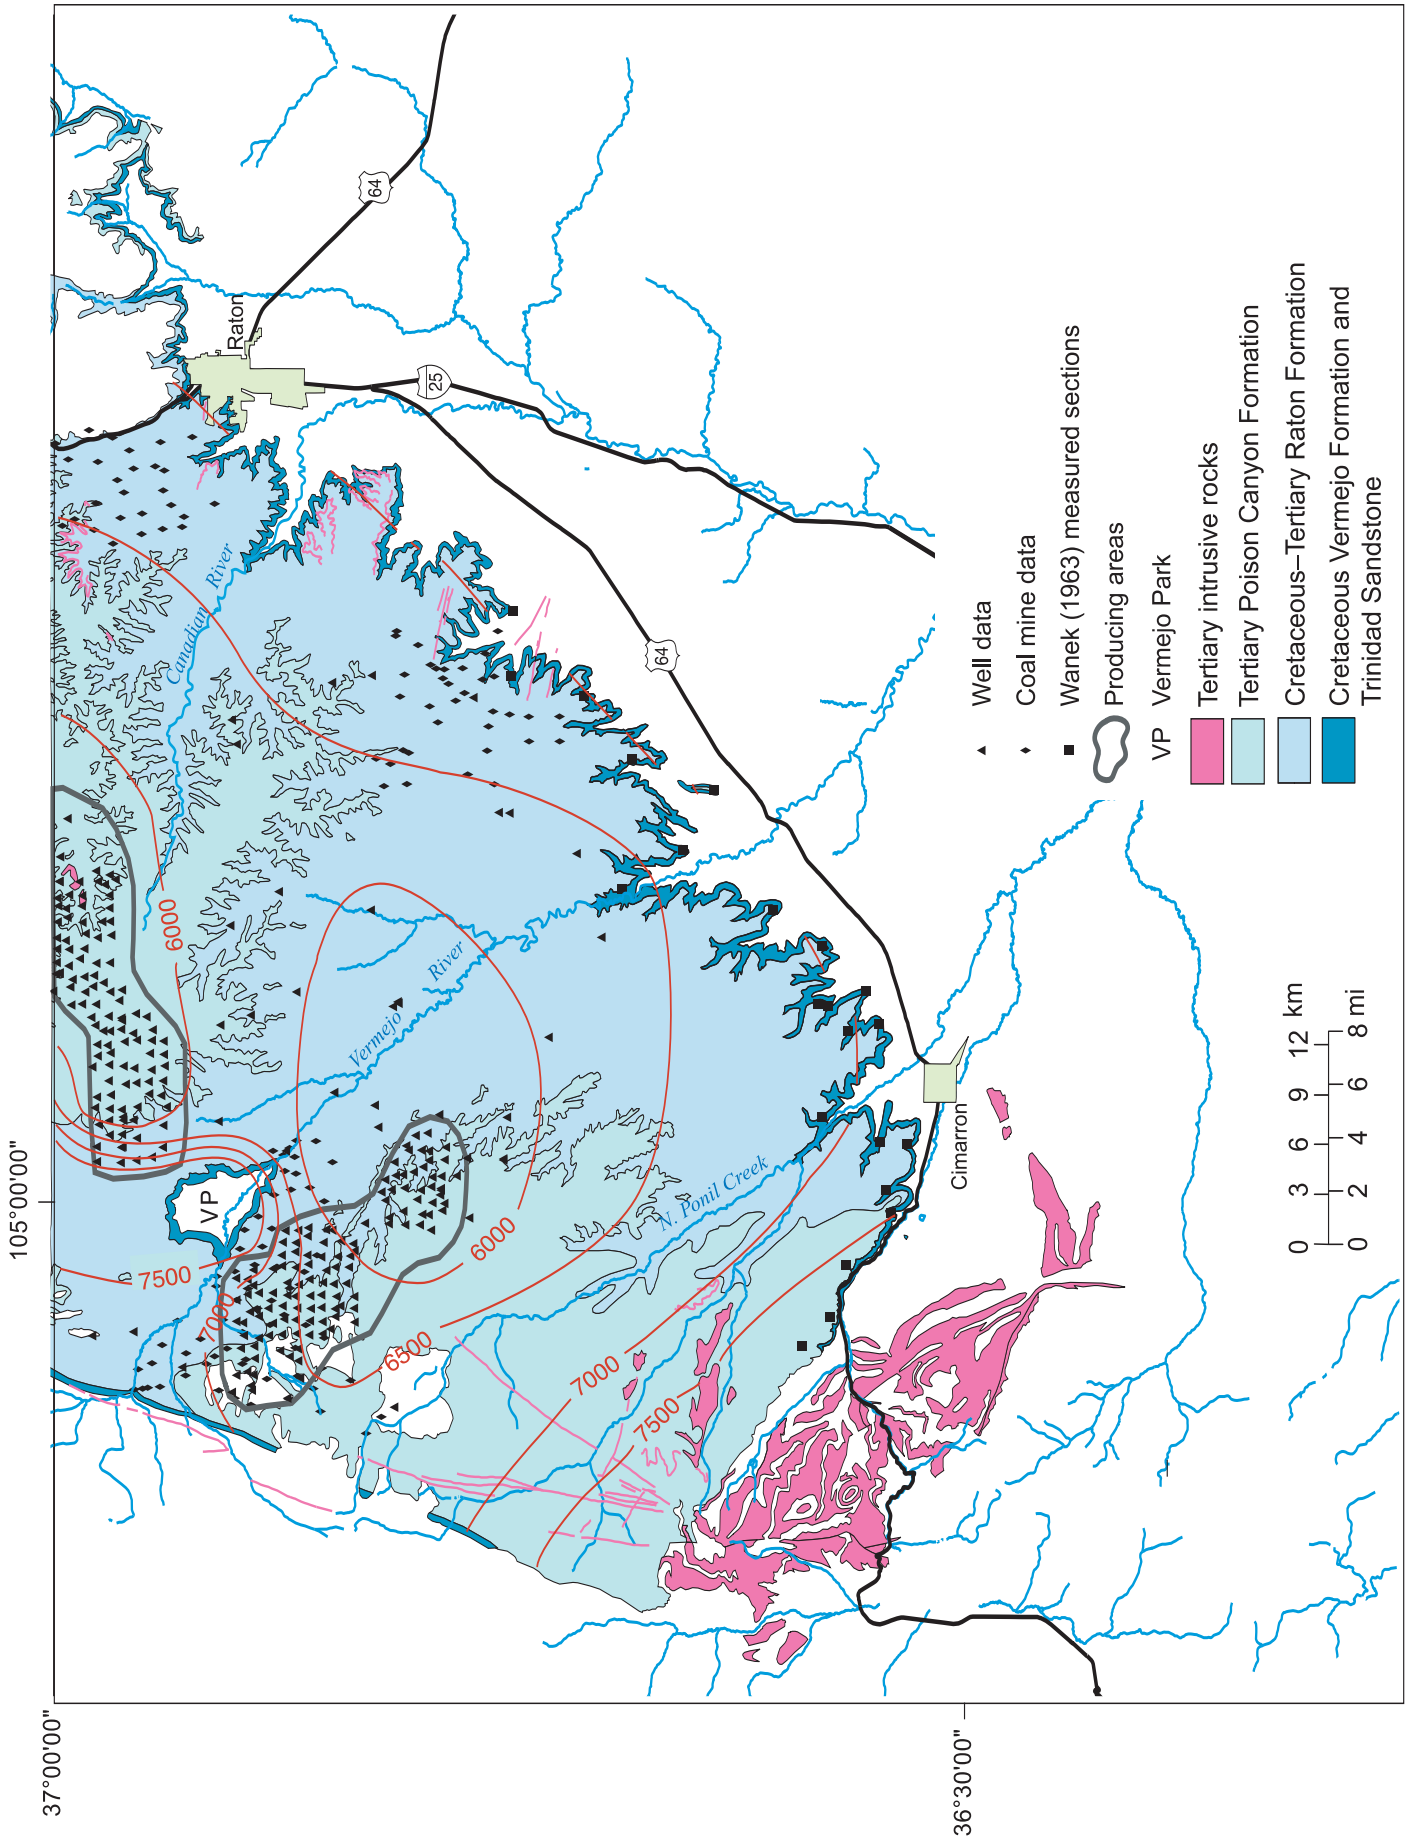 37°00'00"
105°00'00"
36°30'00"
Raton
64
25
64
Canadian
River
Vermejo
River
N. Ponil Creek
VP
Cimarron
6000
7500
7000
6000
6500
7000
7500
Well data
Coal mine data
Wanek (1963) measured sections
Producing areas
VP Vermejo Park
Tertiary intrusive rocks
Tertiary Poison Canyon Formation
Cretaceous–Tertiary Raton Formation
Cretaceous Vermejo Formation and
Trinidad Sandstone
0 3 6 9 12 km
0 2 4 6 8 mi